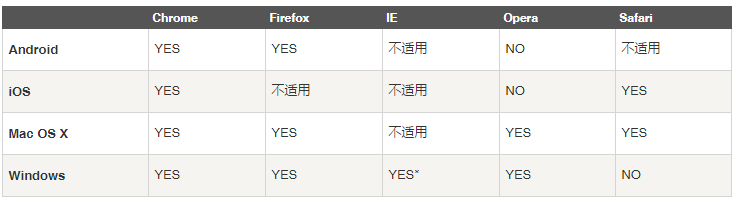 Chrome Firefox IE Opera Safari
Android YES YES 不适用 NO 不适用
iOS YES 不适用 不适用 NO YES
Mac OS X YES YES 不适用 YES YES
Windows YES YES YES* YES NO